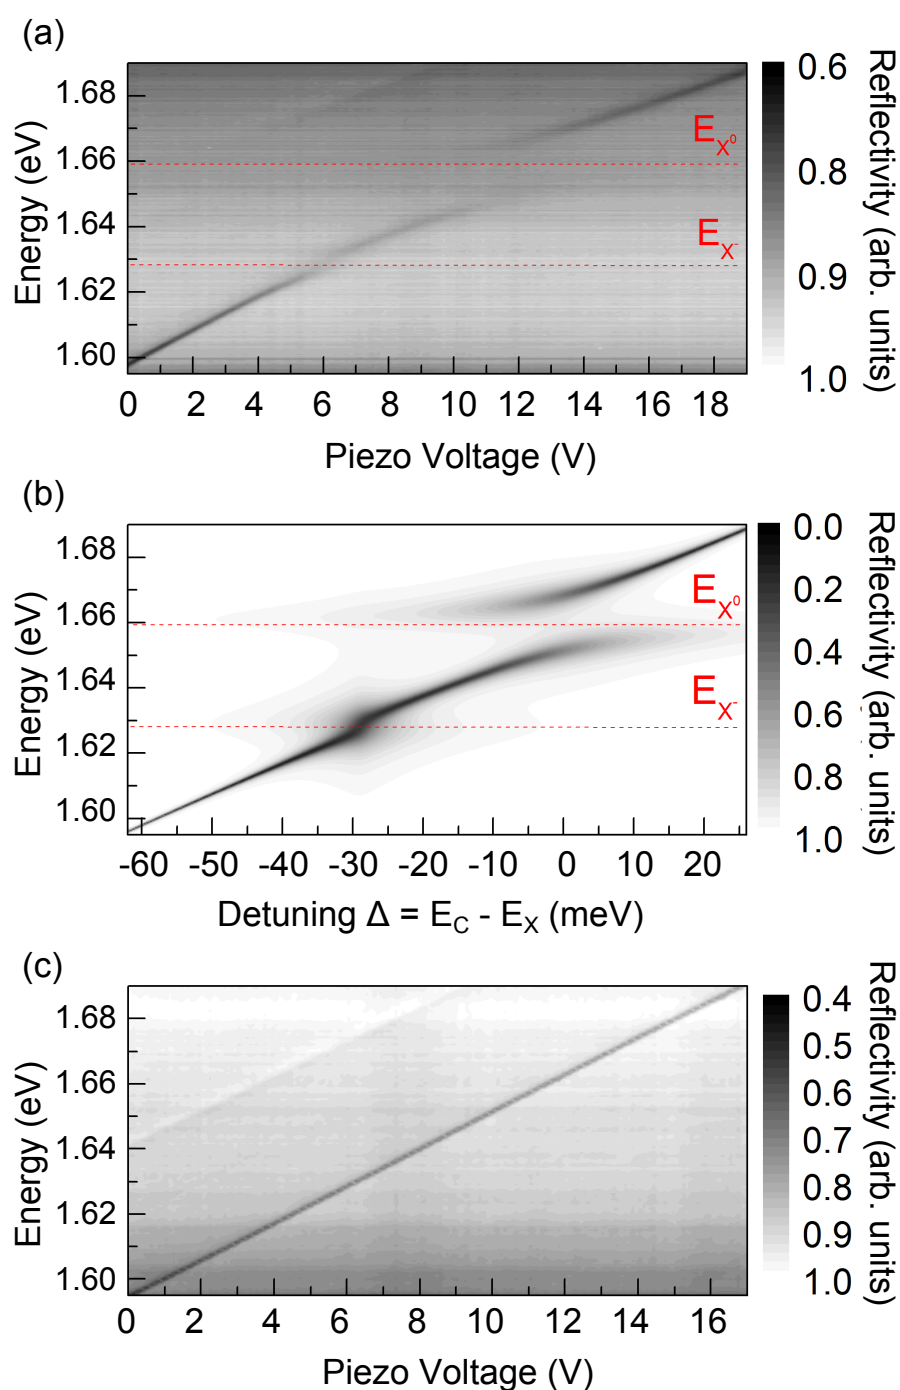 (a)
1.68
1.66
1.64
1.62
1.60
Energy (eV)
E_X⁰
E_X⁻
0 2 4 6 8 10 12 14 16 18
Piezo Voltage (V)
0.6
0.8
0.9
1.0
Reflectivity (arb. units)
(b)
1.68
1.66
1.64
1.62
1.60
Energy (eV)
E_X⁰
E_X⁻
-60 -50 -40 -30 -20 -10 0 10 20
Detuning Δ = E_C - E_X (meV)
0.0
0.2
0.4
0.6
0.8
1.0
Reflectivity (arb. units)
(c)
1.68
1.66
1.64
1.62
1.60
Energy (eV)
0 2 4 6 8 10 12 14 16
Piezo Voltage (V)
0.4
0.5
0.6
0.7
0.8
0.9
1.0
Reflectivity (arb. units)